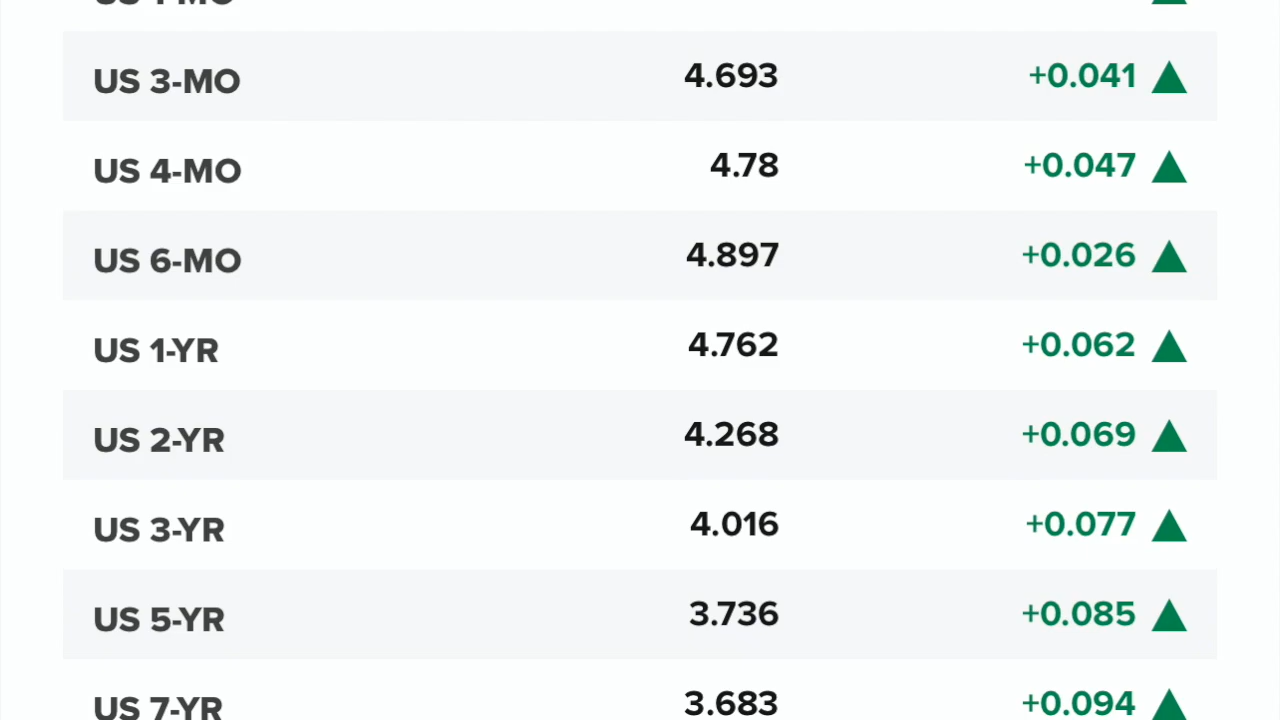 US 3-MO 4.693 +0.041
US 4-MO 4.78 +0.047
US 6-MO 4.897 +0.026
US 1-YR 4.762 +0.062
US 2-YR 4.268 +0.069
US 3-YR 4.016 +0.077
US 5-YR 3.736 +0.085
US 7-YR 3.683 +0.094